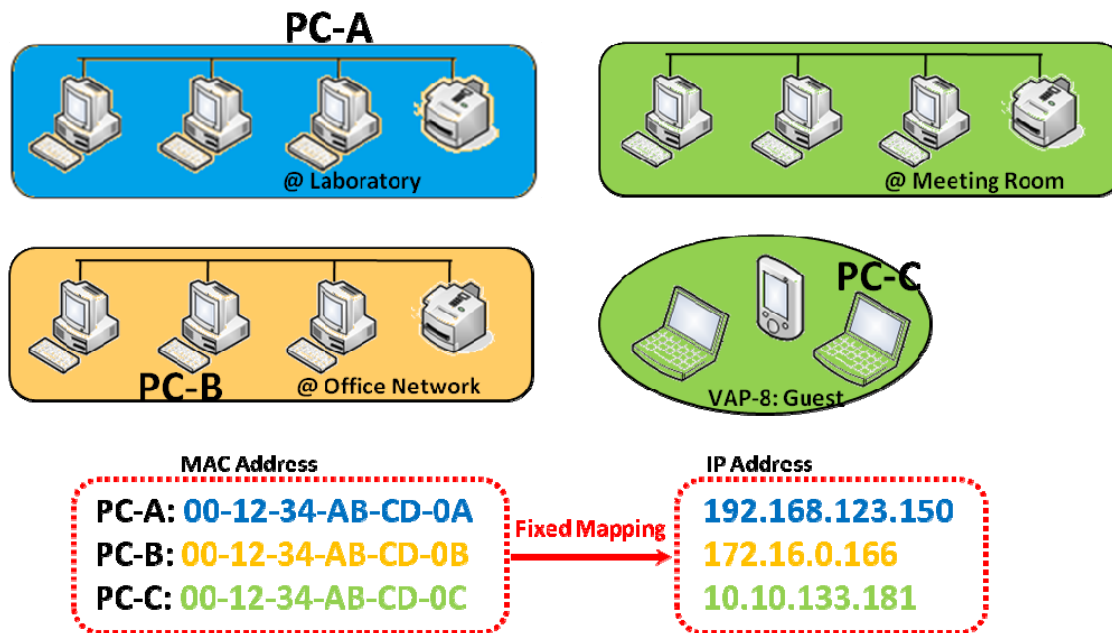 PC-A
@ Laboratory
@ Meeting Room
PC-B
@ Office Network
PC-C
VAP-8: Guest
MAC Address
IP Address
PC-A: 00-12-34-AB-CD-0A
PC-B: 00-12-34-AB-CD-0B
PC-C: 00-12-34-AB-CD-0C
Fixed Mapping
192.168.123.150
172.16.0.166
10.10.133.181